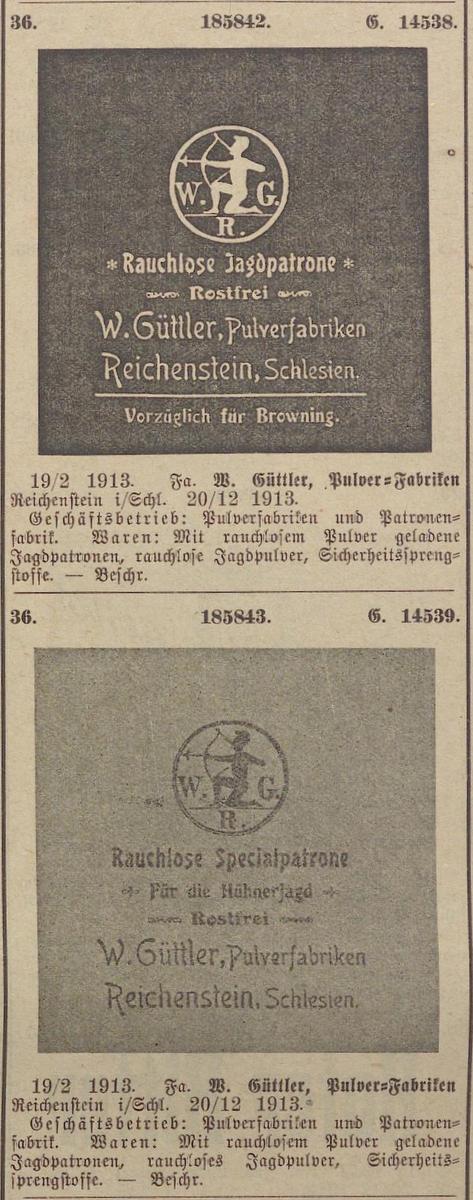 36. 185842. G. 14538.
W. G.
R.
* Rauchlose Jagdpatrone *
Rostfrei
W. Güttler, Pulverfabriken
Reichenstein, Schlesien.
Vorzüglich für Browning.
19/2 1913. Fa. W. Güttler, Pulver=Fabriken
Reichenstein i/Schl. 20/12 1913.
Geschäftsbetrieb: Pulverfabriken und Patronen=
fabrik. Waren: Mit rauchlosem Pulver geladene
Jagdpatronen, rauchlose Jagdpulver, Sicherheitsspreng=
stoffe. — Beschr.
36. 185843. G. 14539.
W. G.
R.
Rauchlose Specialpatrone
Für die Hühnerjagd
Rostfrei
W. Güttler, Pulverfabriken
Reichenstein, Schlesien.
19/2 1913. Fa. W. Güttler, Pulver=Fabriken
Reichenstein i/Schl. 20/12 1913.
Geschäftsbetrieb: Pulverfabriken und Patronen=
fabrik. Waren: Mit rauchlosem Pulver geladene
Jagdpatronen, rauchloses Jagdpulver, Sicherheits=
sprengstoffe. — Beschr.